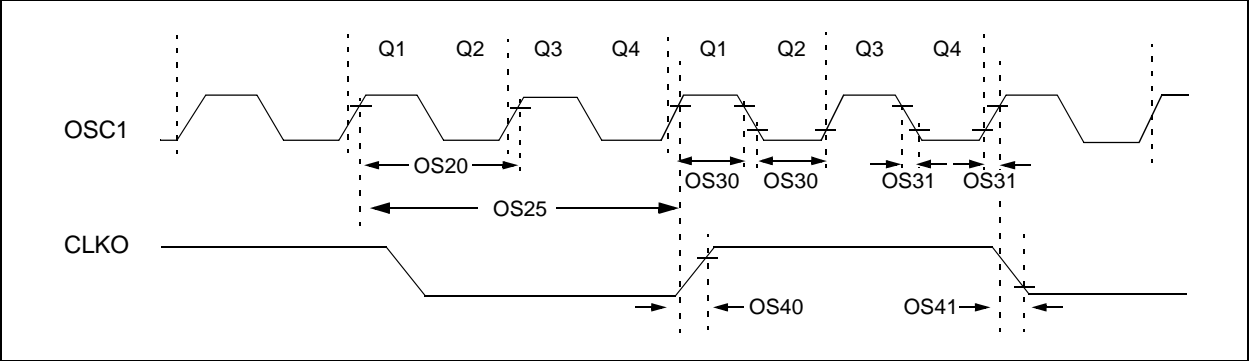 Q1 Q2 Q3 Q4 Q1 Q2 Q3 Q4
OSC1
OS20
OS30 OS30 OS31 OS31
OS25
CLKO
OS40 OS41